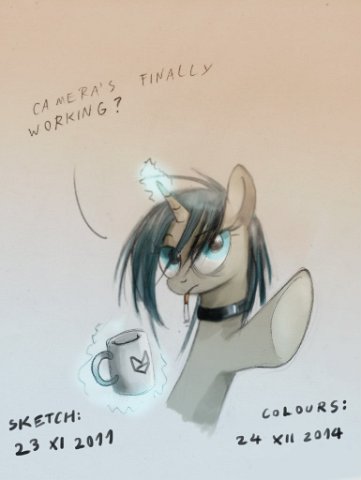 CAMERA'S FINALLY
WORKING?
SKETCH:
23 XI 2011
COLOURS:
24 XII 2014